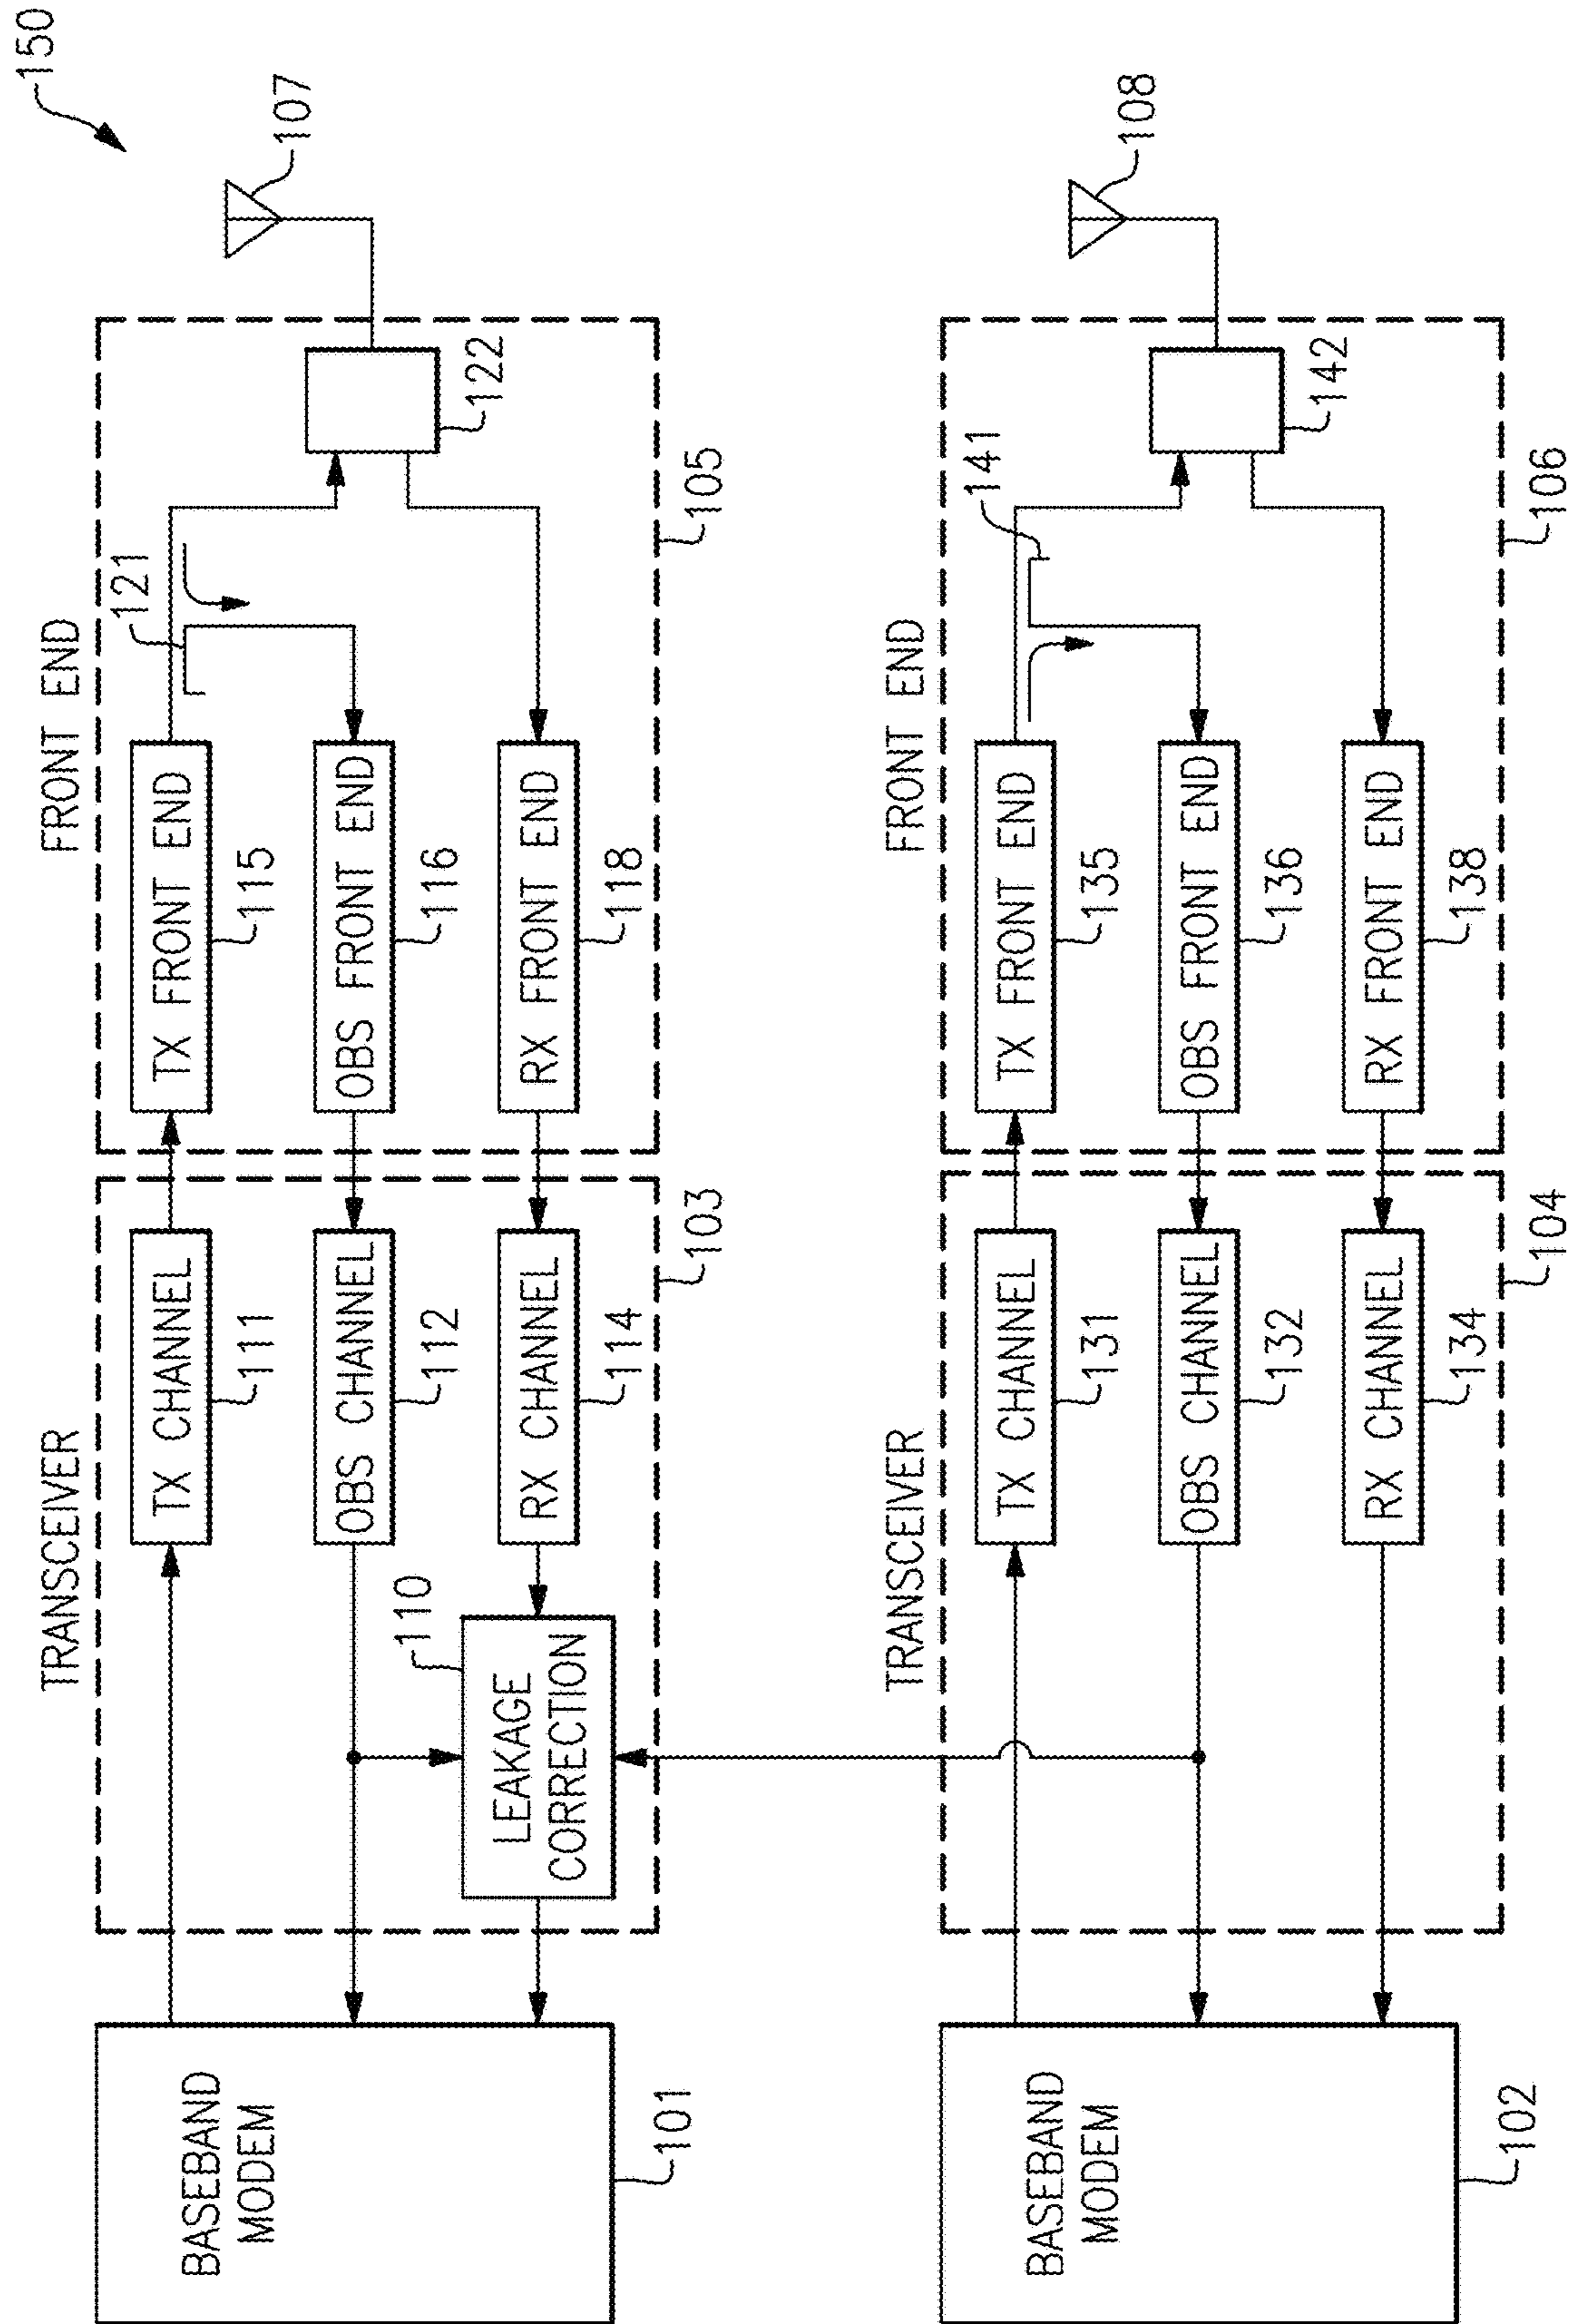 150
TRANSCEIVER
FRONT END
107
BASEBAND
MODEM
101
TX CHANNEL
111
OBS CHANNEL
112
RX CHANNEL
114
LEAKAGE
CORRECTION
110
103
TX FRONT END
115
OBS FRONT END
116
RX FRONT END
118
121
122
105
TRANSCEIVER
FRONT END
108
BASEBAND
MODEM
102
TX CHANNEL
131
OBS CHANNEL
132
RX CHANNEL
134
104
TX FRONT END
135
OBS FRONT END
136
RX FRONT END
138
141
142
106